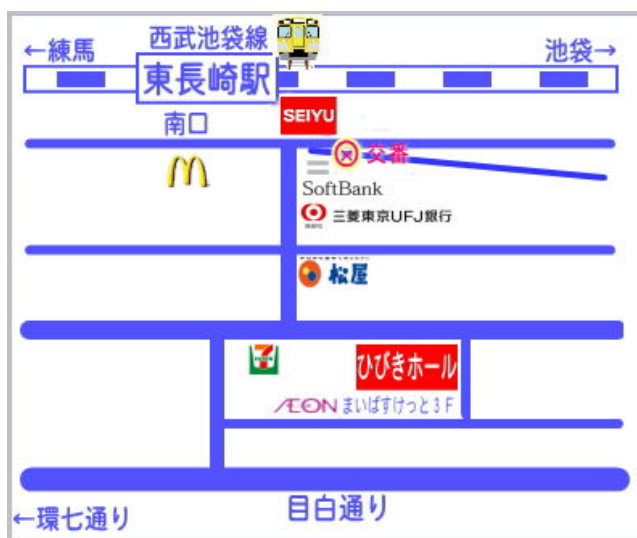 西武池袋線
←練馬
池袋→
東長崎駅
南口
SEIYU
交番
SoftBank
三菱東京UFJ銀行
松屋
ひびきホール
ÆON まいばすけっと3F
目白通り
←環七通り